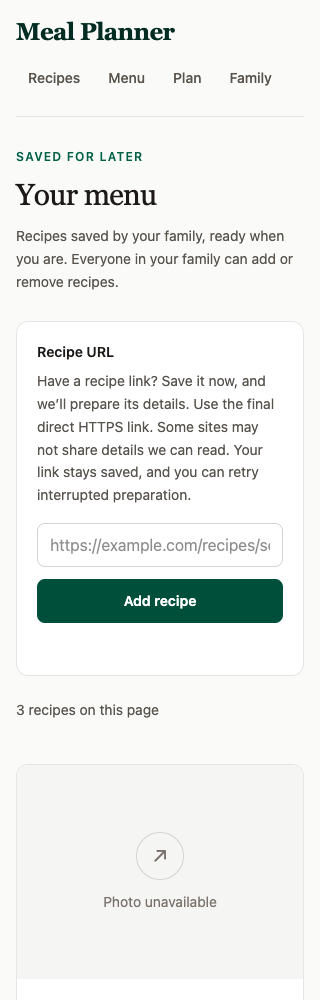 Meal Planner
Recipes Menu Plan Family
SAVED FOR LATER
Your menu
Recipes saved by your family, ready when
you are. Everyone in your family can add or
remove recipes.
Recipe URL
Have a recipe link? Save it now, and
we’ll prepare its details. Use the final
direct HTTPS link. Some sites may
not share details we can read. Your
link stays saved, and you can retry
interrupted preparation.
https://example.com/recipes/s
Add recipe
3 recipes on this page
Photo unavailable